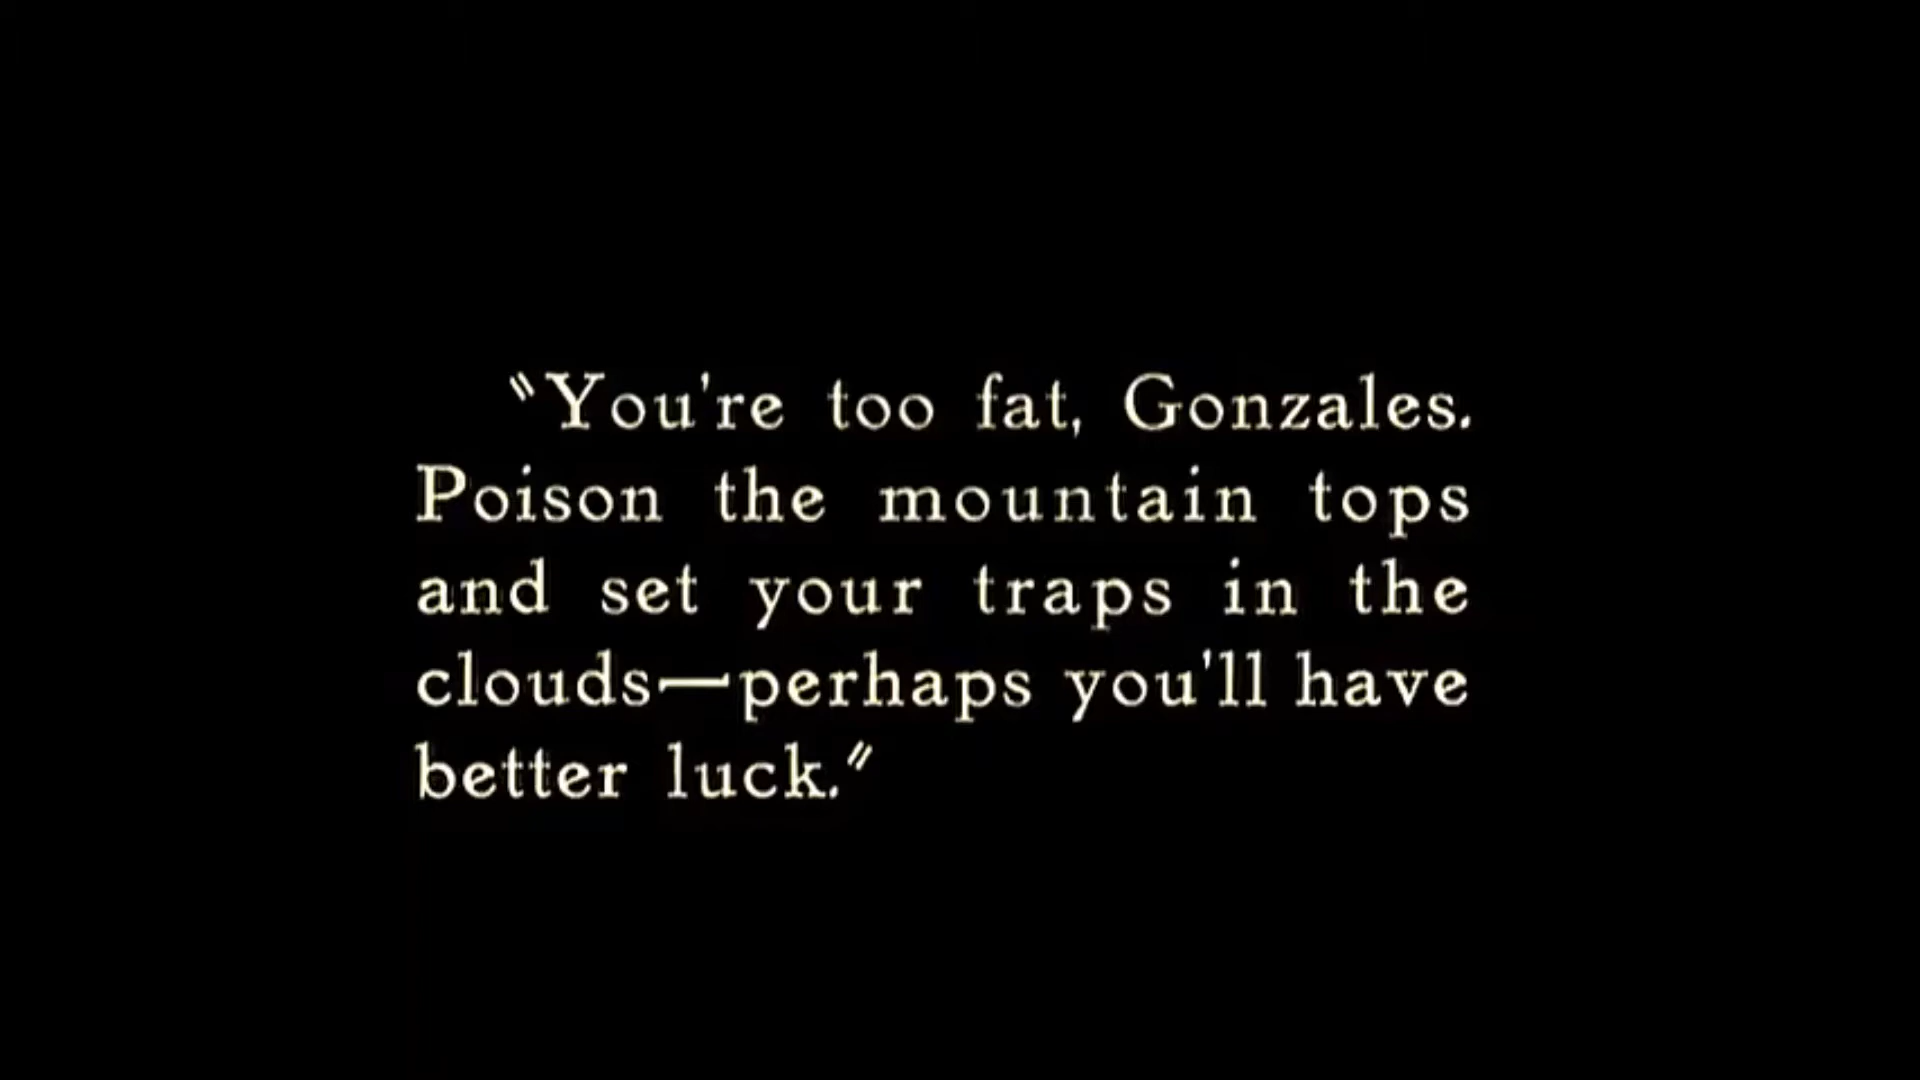 "You're too fat, Gonzales.
Poison the mountain tops
and set your traps in the
clouds—perhaps you'll have
better luck."